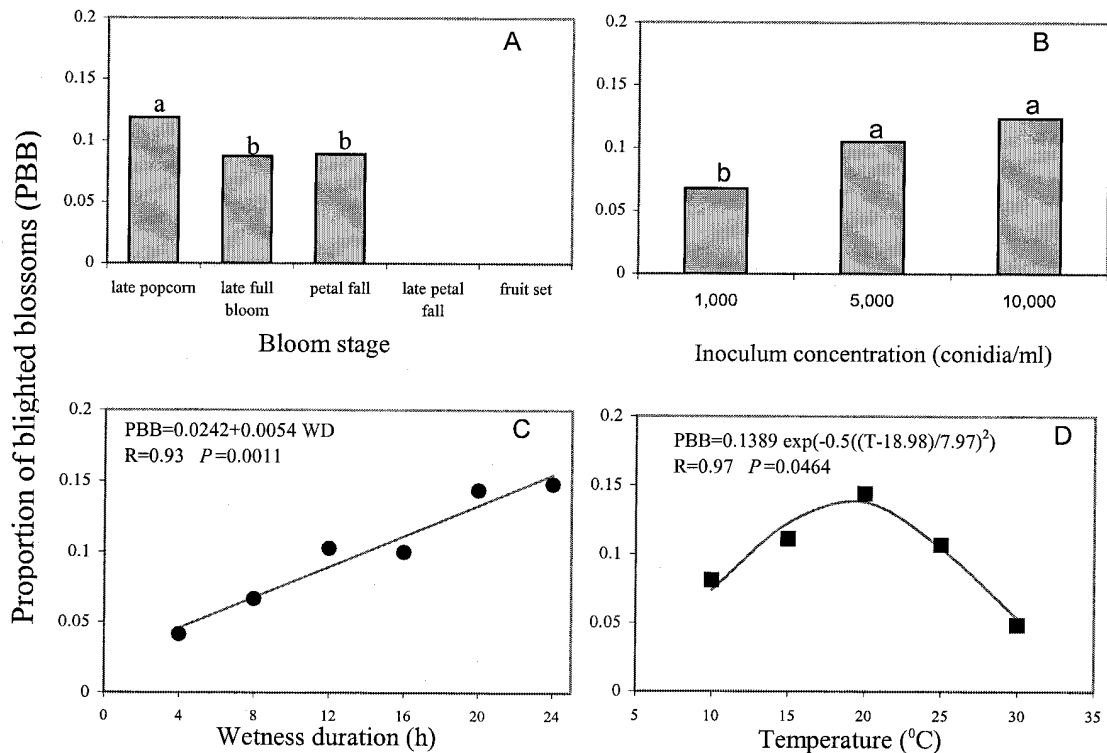 Proportion of blighted blossoms (PBB)
A
0.2
0.15
0.1
0.05
0
a
b
b
late popcorn
late full bloom
petal fall
late petal fall
fruit set
Bloom stage
B
0.2
0.15
0.1
0.05
0
b
a
a
1,000
5,000
10,000
Inoculum concentration (conidia/ml)
C
PBB=0.0242+0.0054 WD
R=0.93 P=0.0011
0.2
0.15
0.1
0.05
0
0
4
8
12
16
20
24
Wetness duration (h)
D
PBB=0.1389 exp(-0.5((T-18.98)/7.97)²)
R=0.97 P=0.0464
0.2
0.15
0.1
0.05
0
5
10
15
20
25
30
35
Temperature (⁰C)